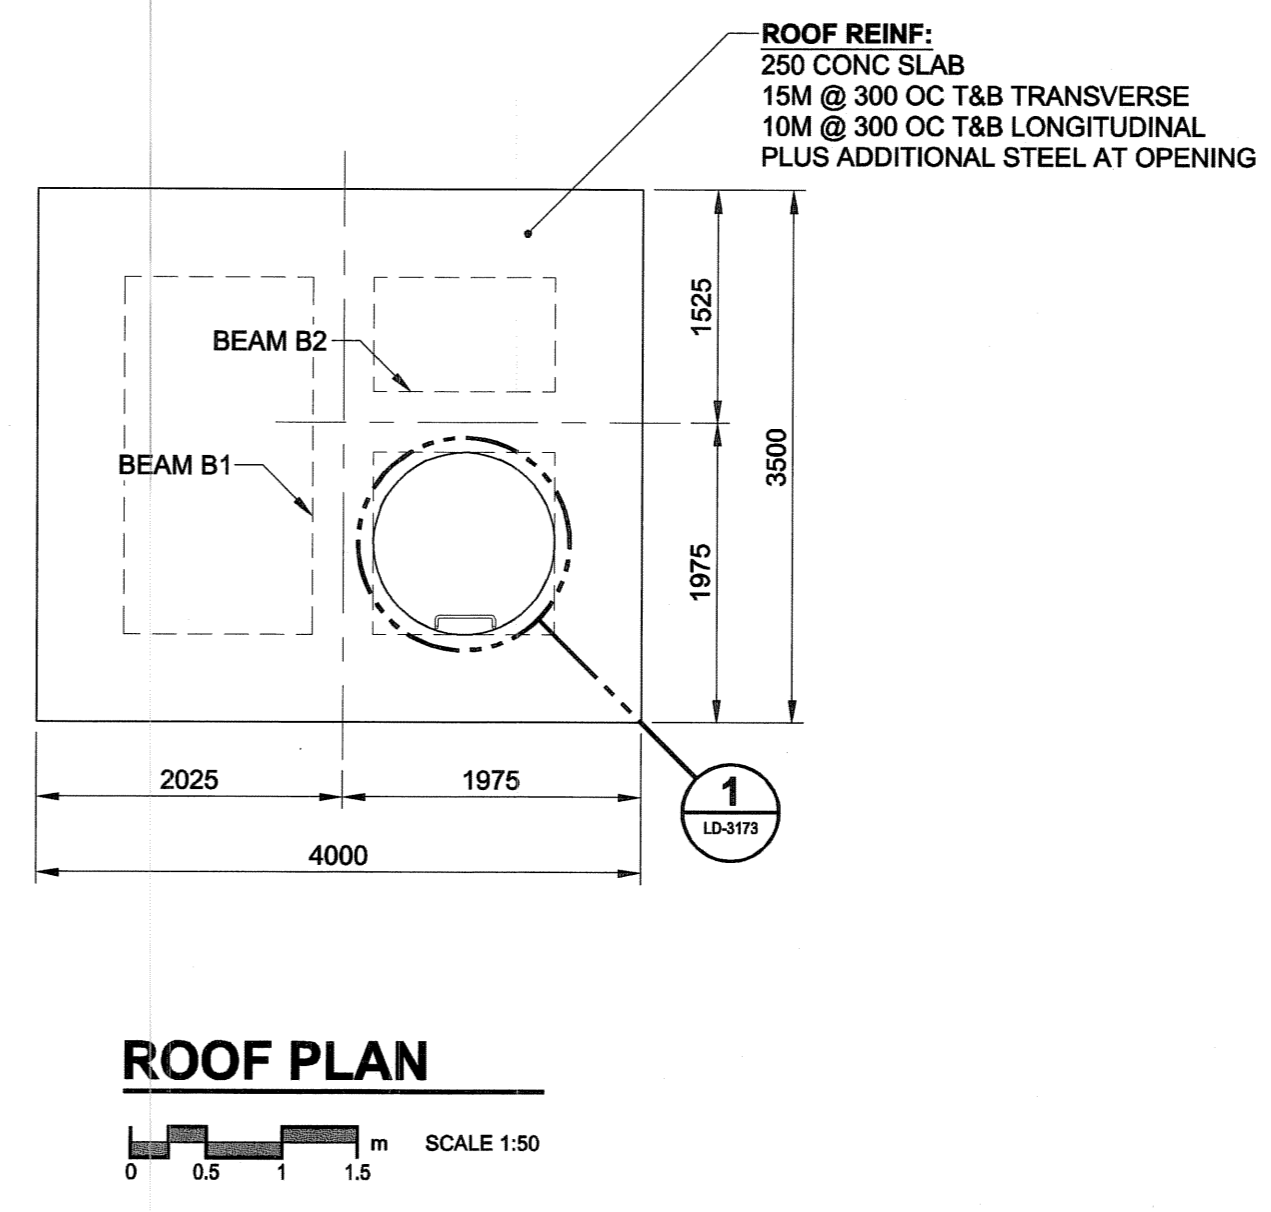 ROOF REINF:
250 CONC SLAB
15M @ 300 OC T&B TRANSVERSE
10M @ 300 OC T&B LONGITUDINAL
PLUS ADDITIONAL STEEL AT OPENING
BEAM B2
BEAM B1
1525
3500
1975
2025
1975
4000
1
LD-3173
ROOF PLAN
m
SCALE 1:50
0 0.5 1 1.5